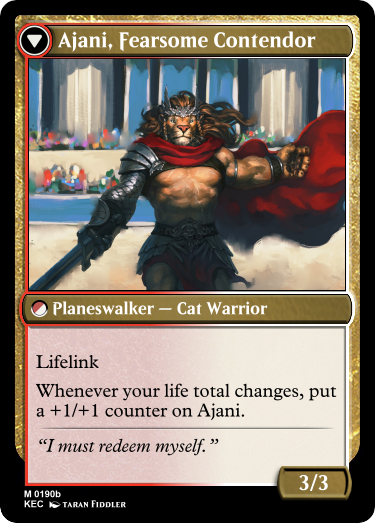 Ajani, Fearsome Contendor
Planeswalker — Cat Warrior
Lifelink
Whenever your life total changes, put
a +1/+1 counter on Ajani.
“I must redeem myself.”
3/3
M 0190b
KEC TARAN FIDDLER